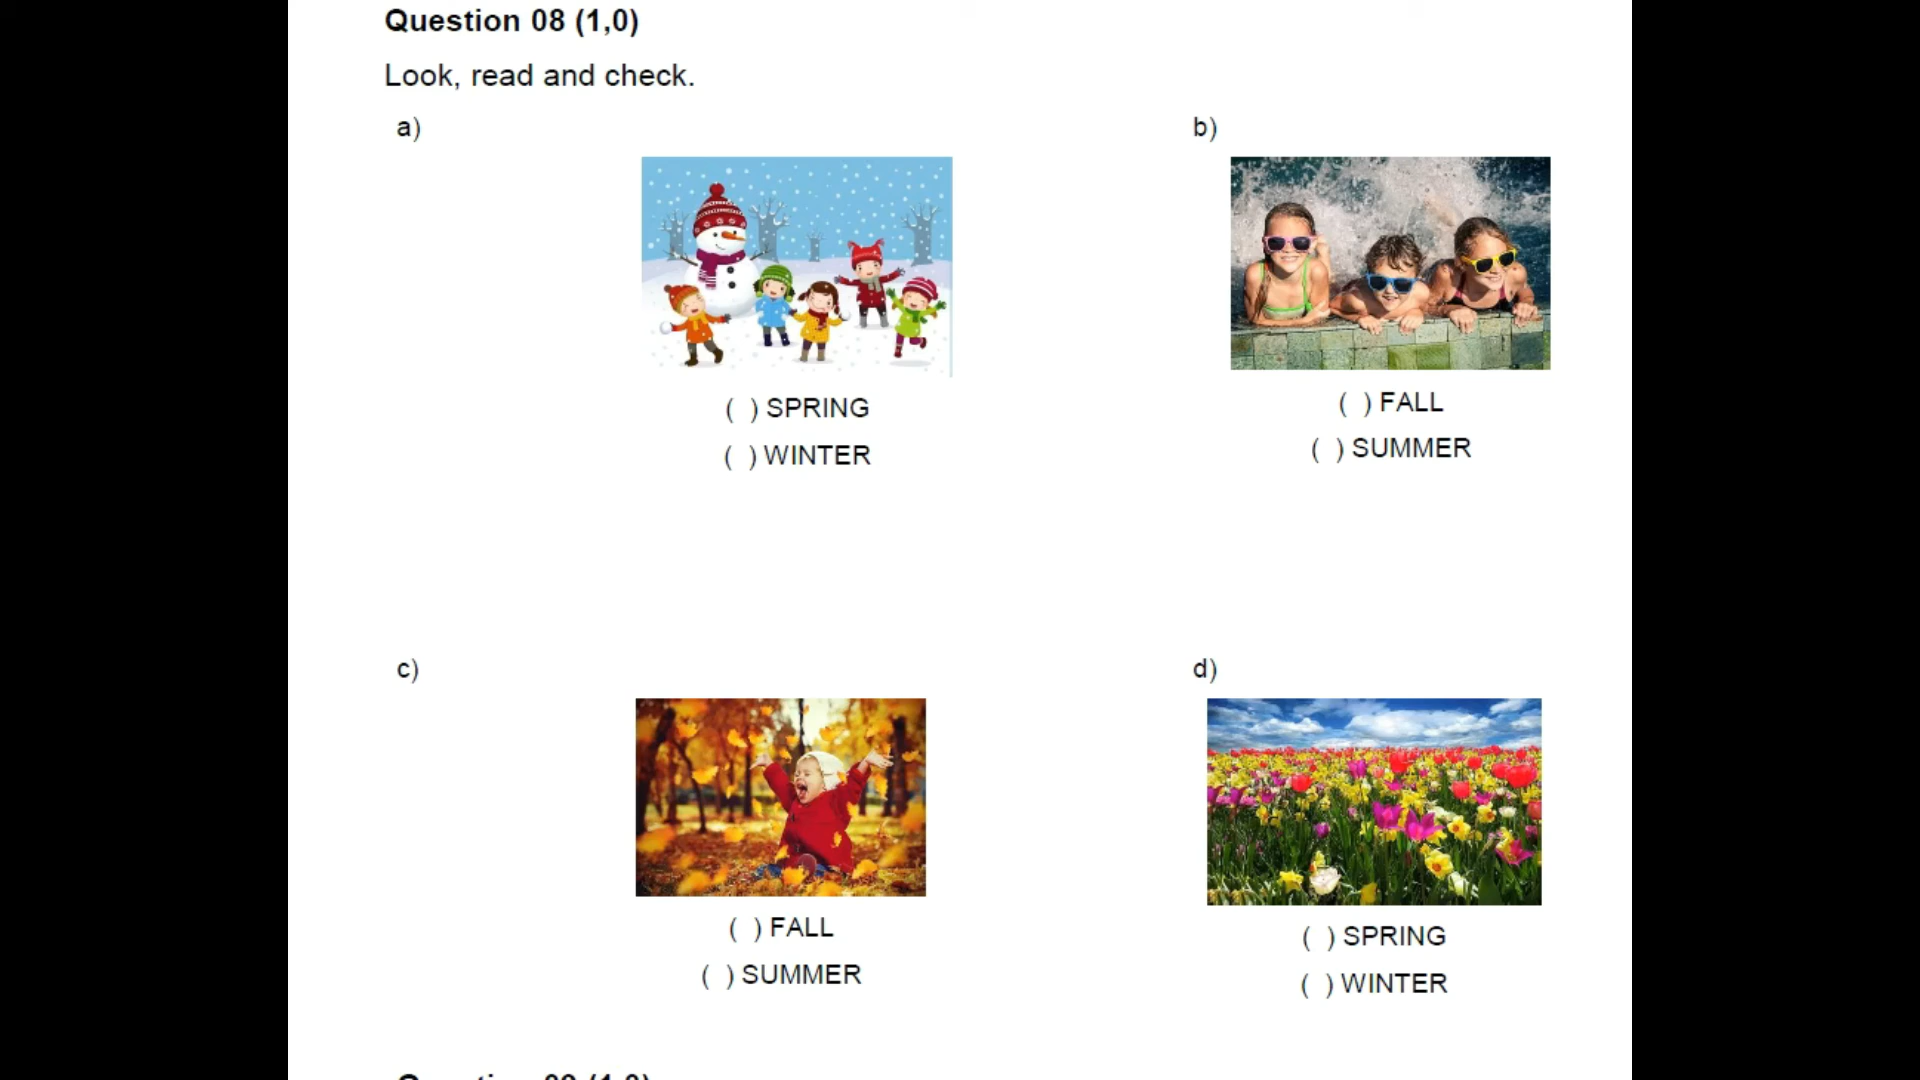 Question 08 (1,0)
Look, read and check.
a)
b)
( ) SPRING
( ) WINTER
( ) FALL
( ) SUMMER
c)
d)
( ) FALL
( ) SUMMER
( ) SPRING
( ) WINTER